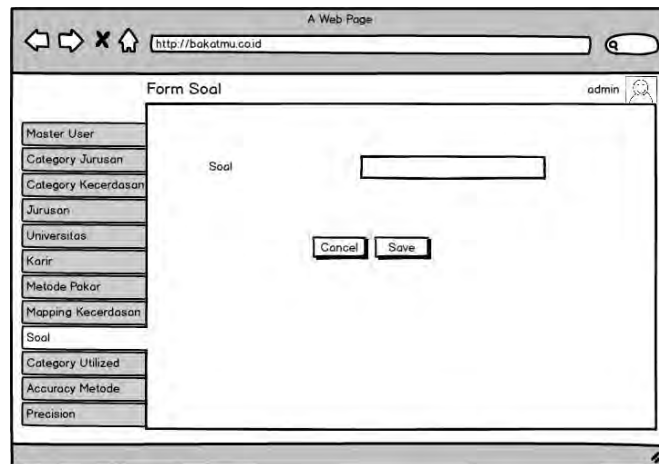 A Web Page
http://bakatmu.co.id
Form Soal
admin
Master User
Category Jurusan
Category Kecerdasan
Jurusan
Universitas
Karir
Metode Pakar
Mapping Kecerdasan
Soal
Category Utilized
Accuracy Metode
Precision
Soal
Cancel Save